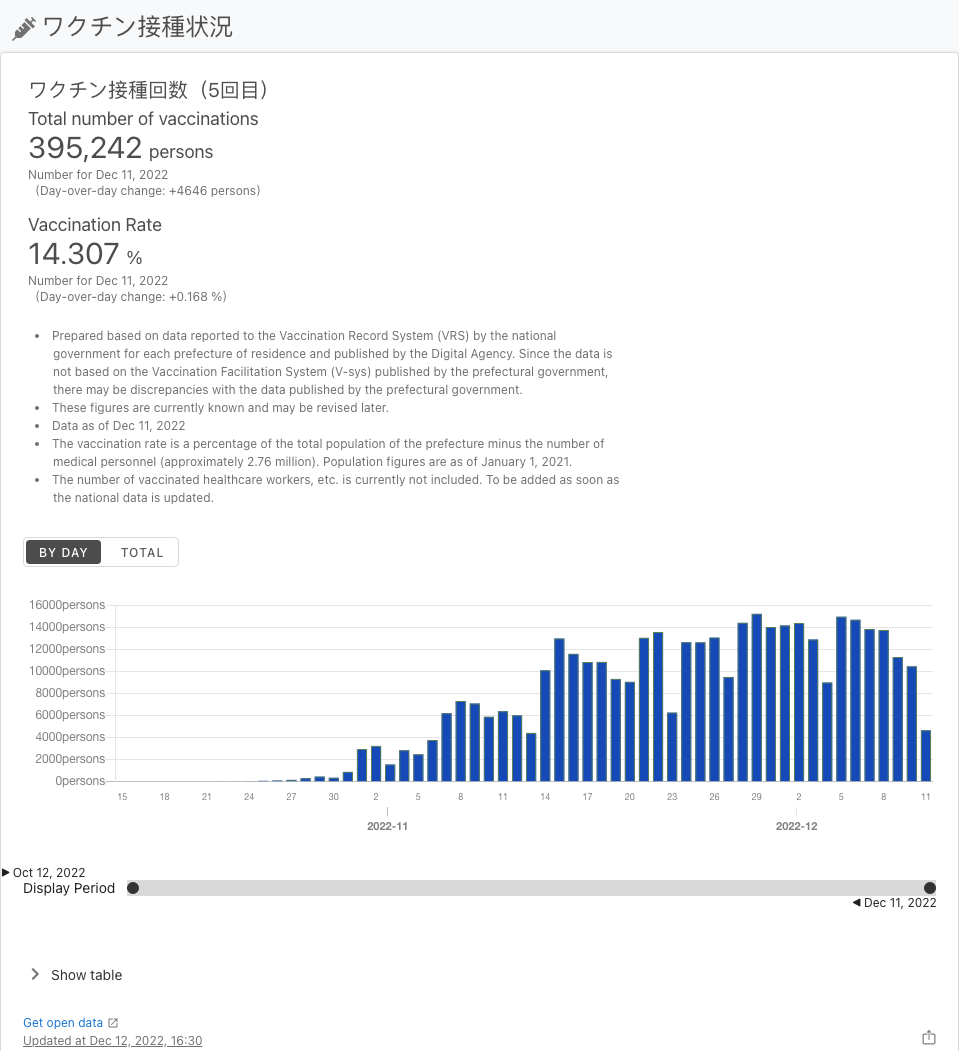 ワクチン接種状況
ワクチン接種回数（5回目）
Total number of vaccinations
395,242 persons
Number for Dec 11, 2022
（Day-over-day change: +4646 persons）
Vaccination Rate
14.307 %
Number for Dec 11, 2022
（Day-over-day change: +0.168 %）
• Prepared based on data reported to the Vaccination Record System (VRS) by the national
government for each prefecture of residence and published by the Digital Agency. Since the data is
not based on the Vaccination Facilitation System (V-sys) published by the prefectural government,
there may be discrepancies with the data published by the prefectural government.
• These figures are currently known and may be revised later.
• Data as of Dec 11, 2022
• The vaccination rate is a percentage of the total population of the prefecture minus the number of
medical personnel (approximately 2.76 million). Population figures are as of January 1, 2021.
• The number of vaccinated healthcare workers, etc. is currently not included. To be added as soon as
the national data is updated.
BY DAY TOTAL
16000persons
14000persons
12000persons
10000persons
8000persons
6000persons
4000persons
2000persons
0persons
15 18 21 24 27 30 2 5 8 11 14 17 20 23 26 29 2 5 8 11
2022-11 2022-12
Oct 12, 2022
Display Period
Dec 11, 2022
Show table
Get open data
Updated at Dec 12, 2022, 16:30